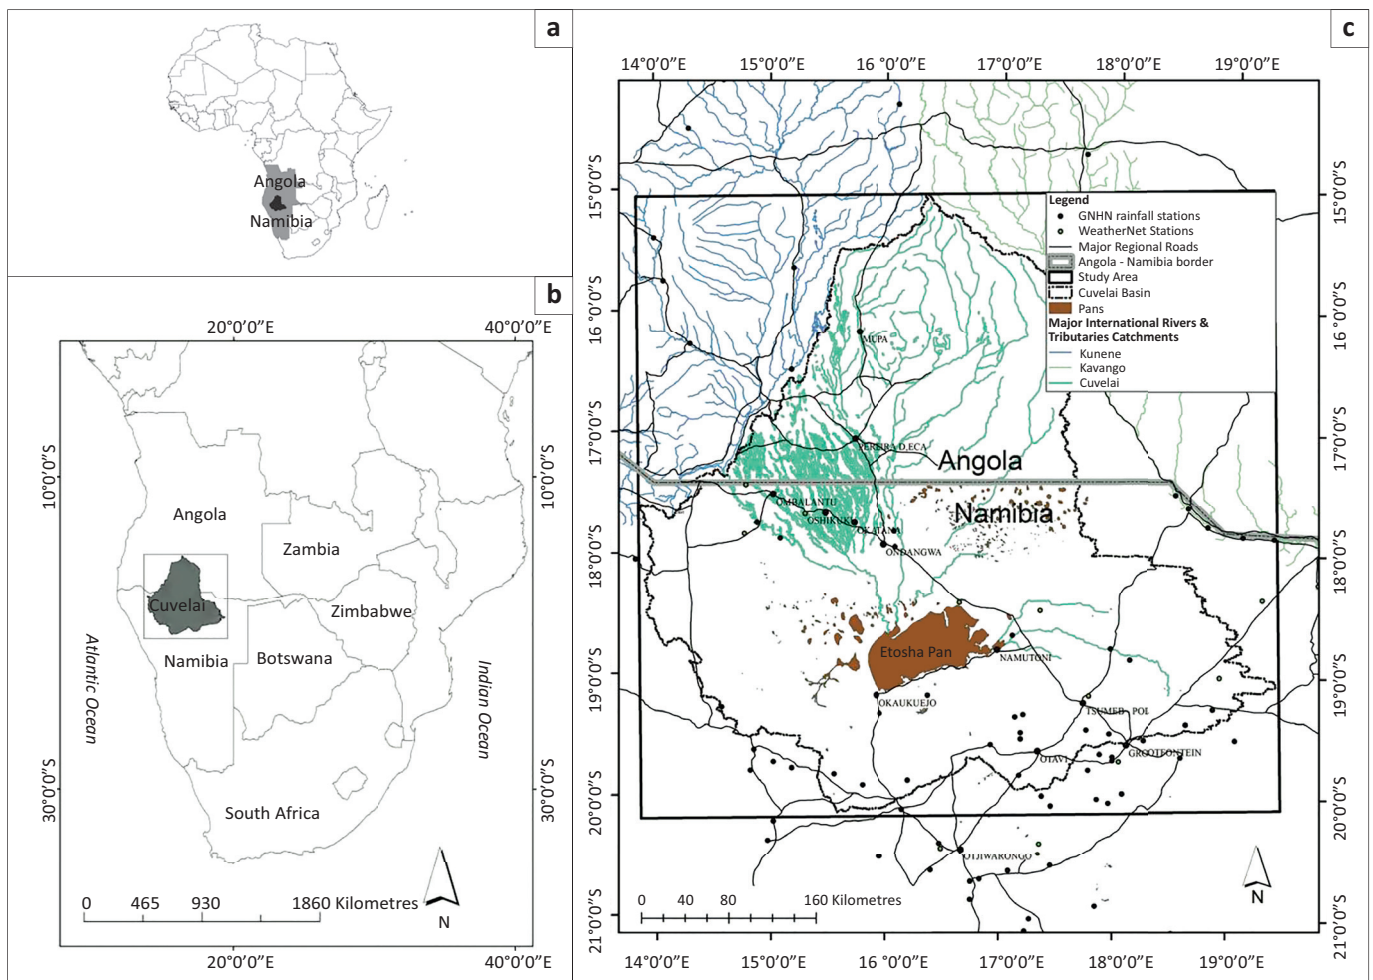 a
Angola
Namibia
b
20°0′0″E
40°0′0″E
10°0′0″S
10°0′0″S
Angola
Zambia
Cuvelai
Zimbabwe
Namibia
Botswana
Atlantic Ocean
Indian Ocean
30°0′0″S
30°0′0″S
South Africa
0
465
930
1860 Kilometres
N
20°0′0″E
40°0′0″E
c
14°0′0″E
15°0′0″E
16°0′0″E
17°0′0″E
18°0′0″E
19°0′0″E
15°0′0″S
16°0′0″S
17°0′0″S
18°0′0″S
19°0′0″S
20°0′0″S
21°0′0″S
15°0′0″S
16°0′0″S
17°0′0″S
18°0′0″S
19°0′0″S
20°0′0″S
21°0′0″S
Legend
GNHN rainfall stations
WeatherNet Stations
Major Regional Roads
Angola - Namibia border
Study Area
Cuvelai Basin
Pans
Major International Rivers &
Tributaries Catchments
Kunene
Kavango
Cuvelai
MUPA
PEREIRA D,ECA
Angola
Namibia
OMBALANTU
OSHIKUKU
OKATANA
ONDANGWA
Etosha Pan
NAMUTONI
OKAUKUEJO
TSUMEB POL
GROOTFONTEIN
OTAVI
OTJIWARONGO
0
40
80
160 Kilometres
N
14°0′0″E
15°0′0″E
16°0′0″E
17°0′0″E
18°0′0″E
19°0′0″E